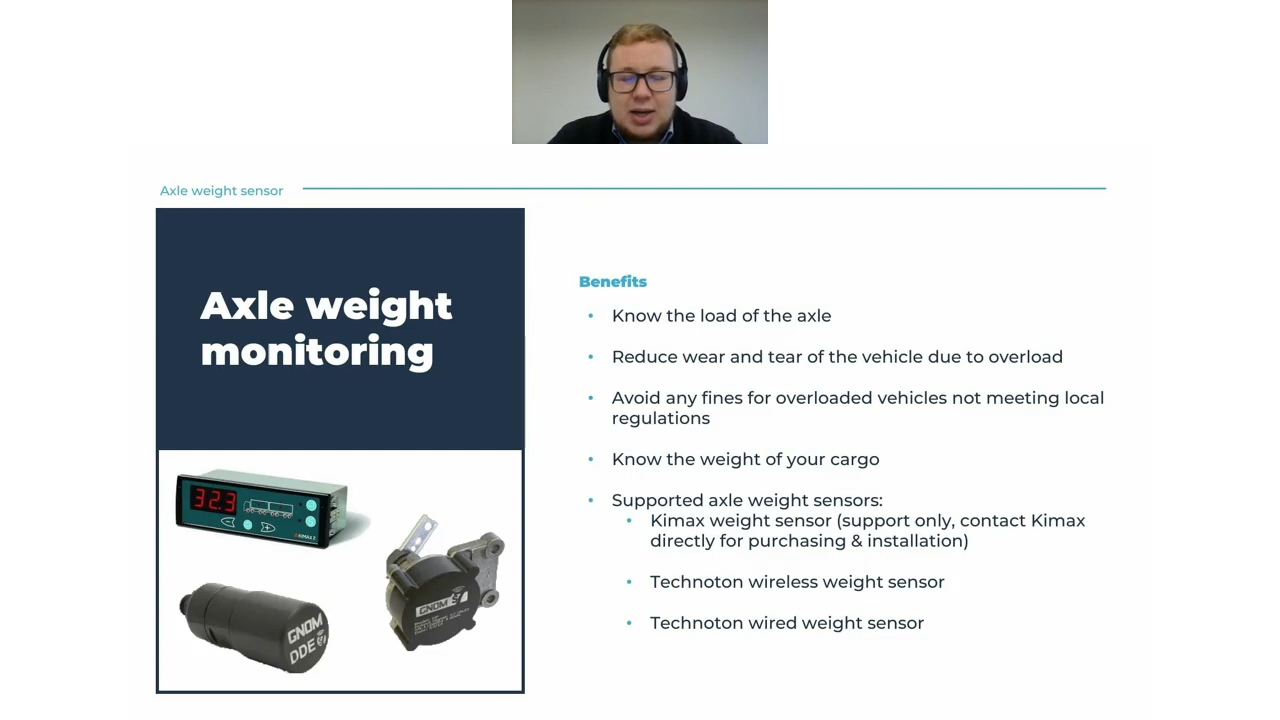 Axle weight sensor
Axle weight
monitoring
Benefits
• Know the load of the axle
• Reduce wear and tear of the vehicle due to overload
• Avoid any fines for overloaded vehicles not meeting local
regulations
• Know the weight of your cargo
• Supported axle weight sensors:
• Kimax weight sensor (support only, contact Kimax
directly for purchasing & installation)
• Technoton wireless weight sensor
• Technoton wired weight sensor
32.3
KIMAX 2
GNOM
GNOM
DDE